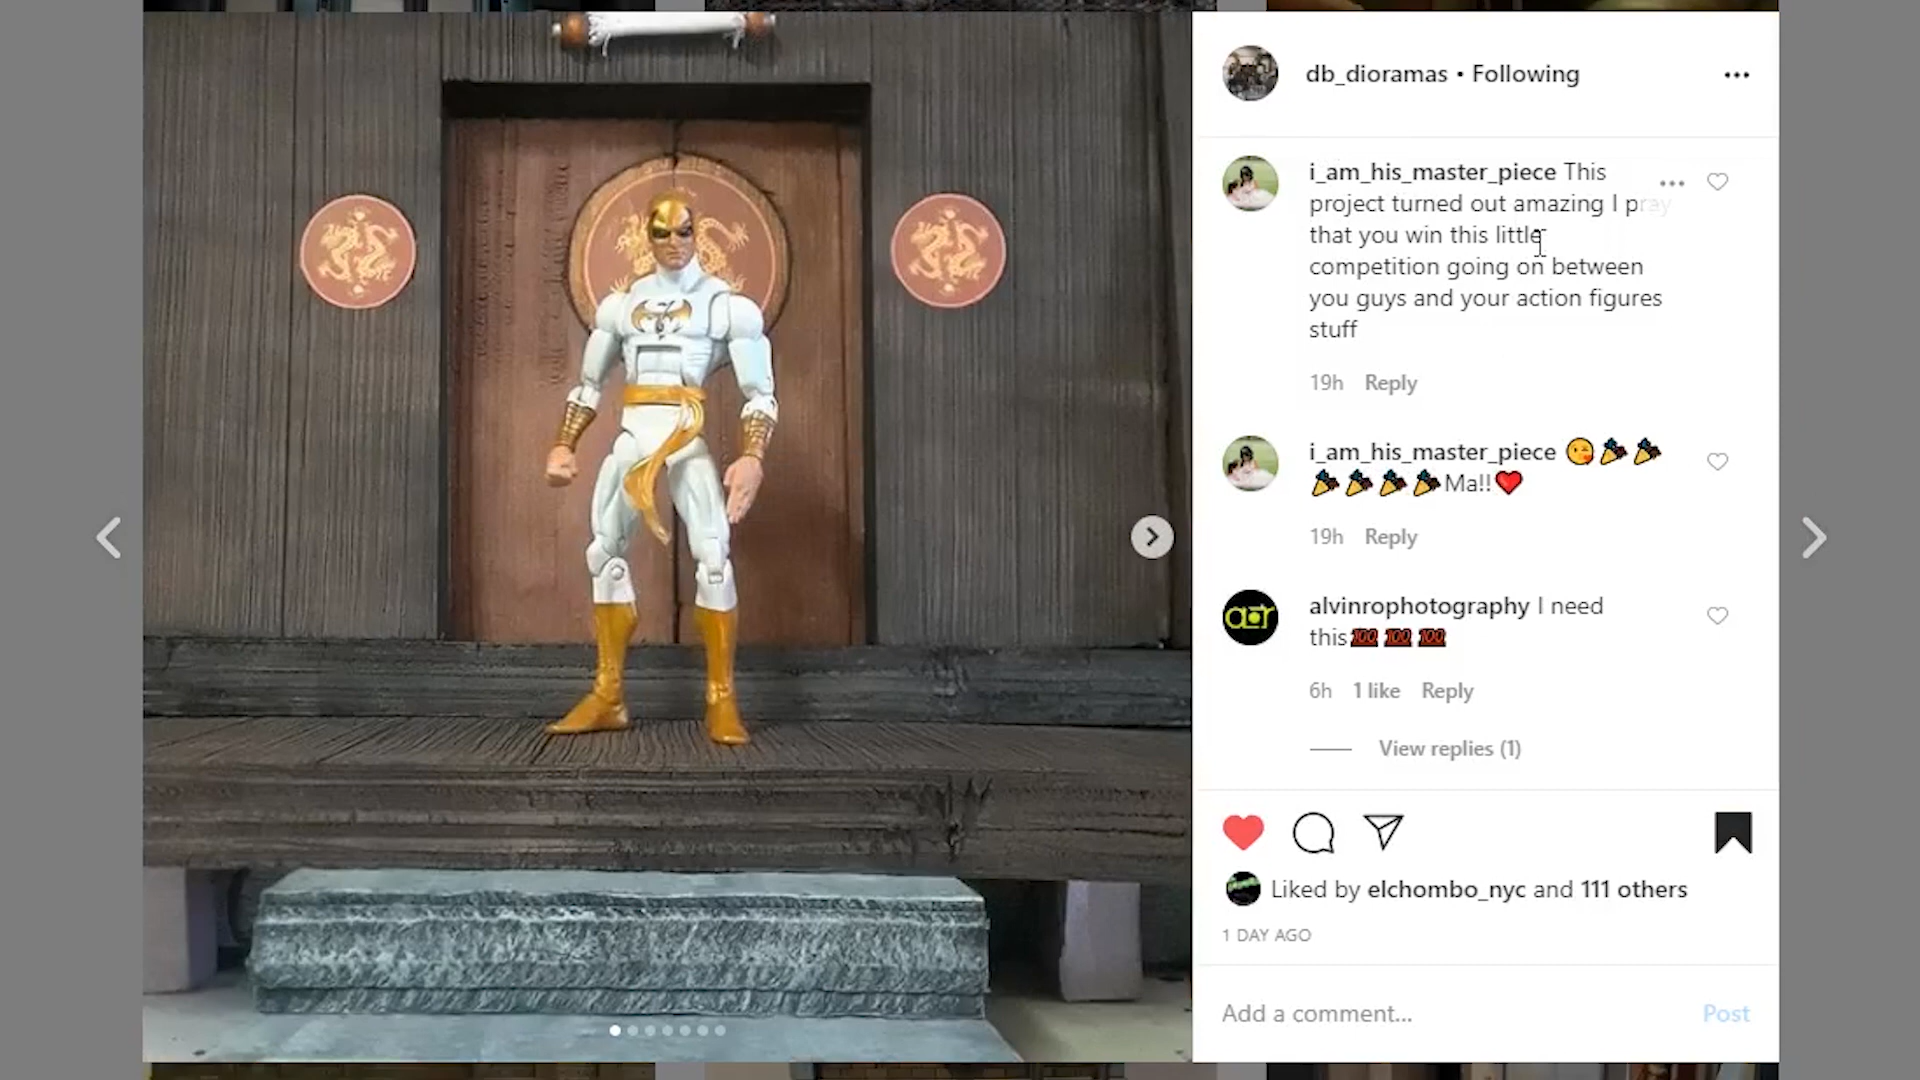 db_dioramas • Following
i_am_his_master_piece This
project turned out amazing I pray
that you win this little
competition going on between
you guys and your action figures
stuff
19h Reply
i_am_his_master_piece 😘🎉🎉
🎉🎉🎉🎉Ma!!❤️
19h Reply
aor
alvinrophotography I need
this💯💯💯
6h 1 like Reply
View replies (1)
Liked by elchombo_nyc and 111 others
1 DAY AGO
Add a comment... Post